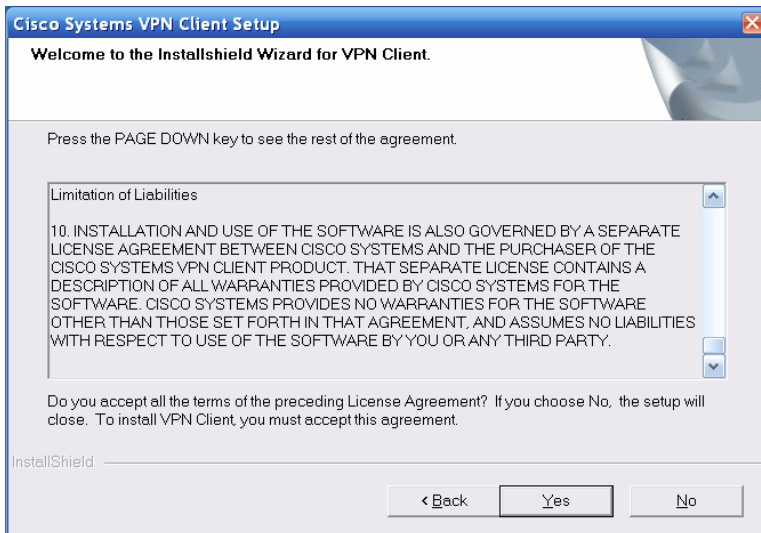 Cisco Systems VPN Client Setup
Welcome to the Installshield Wizard for VPN Client.
Press the PAGE DOWN key to see the rest of the agreement.
Limitation of Liabilities
10. INSTALLATION AND USE OF THE SOFTWARE IS ALSO GOVERNED BY A SEPARATE
LICENSE AGREEMENT BETWEEN CISCO SYSTEMS AND THE PURCHASER OF THE
CISCO SYSTEMS VPN CLIENT PRODUCT. THAT SEPARATE LICENSE CONTAINS A
DESCRIPTION OF ALL WARRANTIES PROVIDED BY CISCO SYSTEMS FOR THE
SOFTWARE. CISCO SYSTEMS PROVIDES NO WARRANTIES FOR THE SOFTWARE
OTHER THAN THOSE SET FORTH IN THAT AGREEMENT, AND ASSUMES NO LIABILITIES
WITH RESPECT TO USE OF THE SOFTWARE BY YOU OR ANY THIRD PARTY.
Do you accept all the terms of the preceding License Agreement? If you choose No, the setup will
close. To install VPN Client, you must accept this agreement.
InstallShield
< Back Yes No